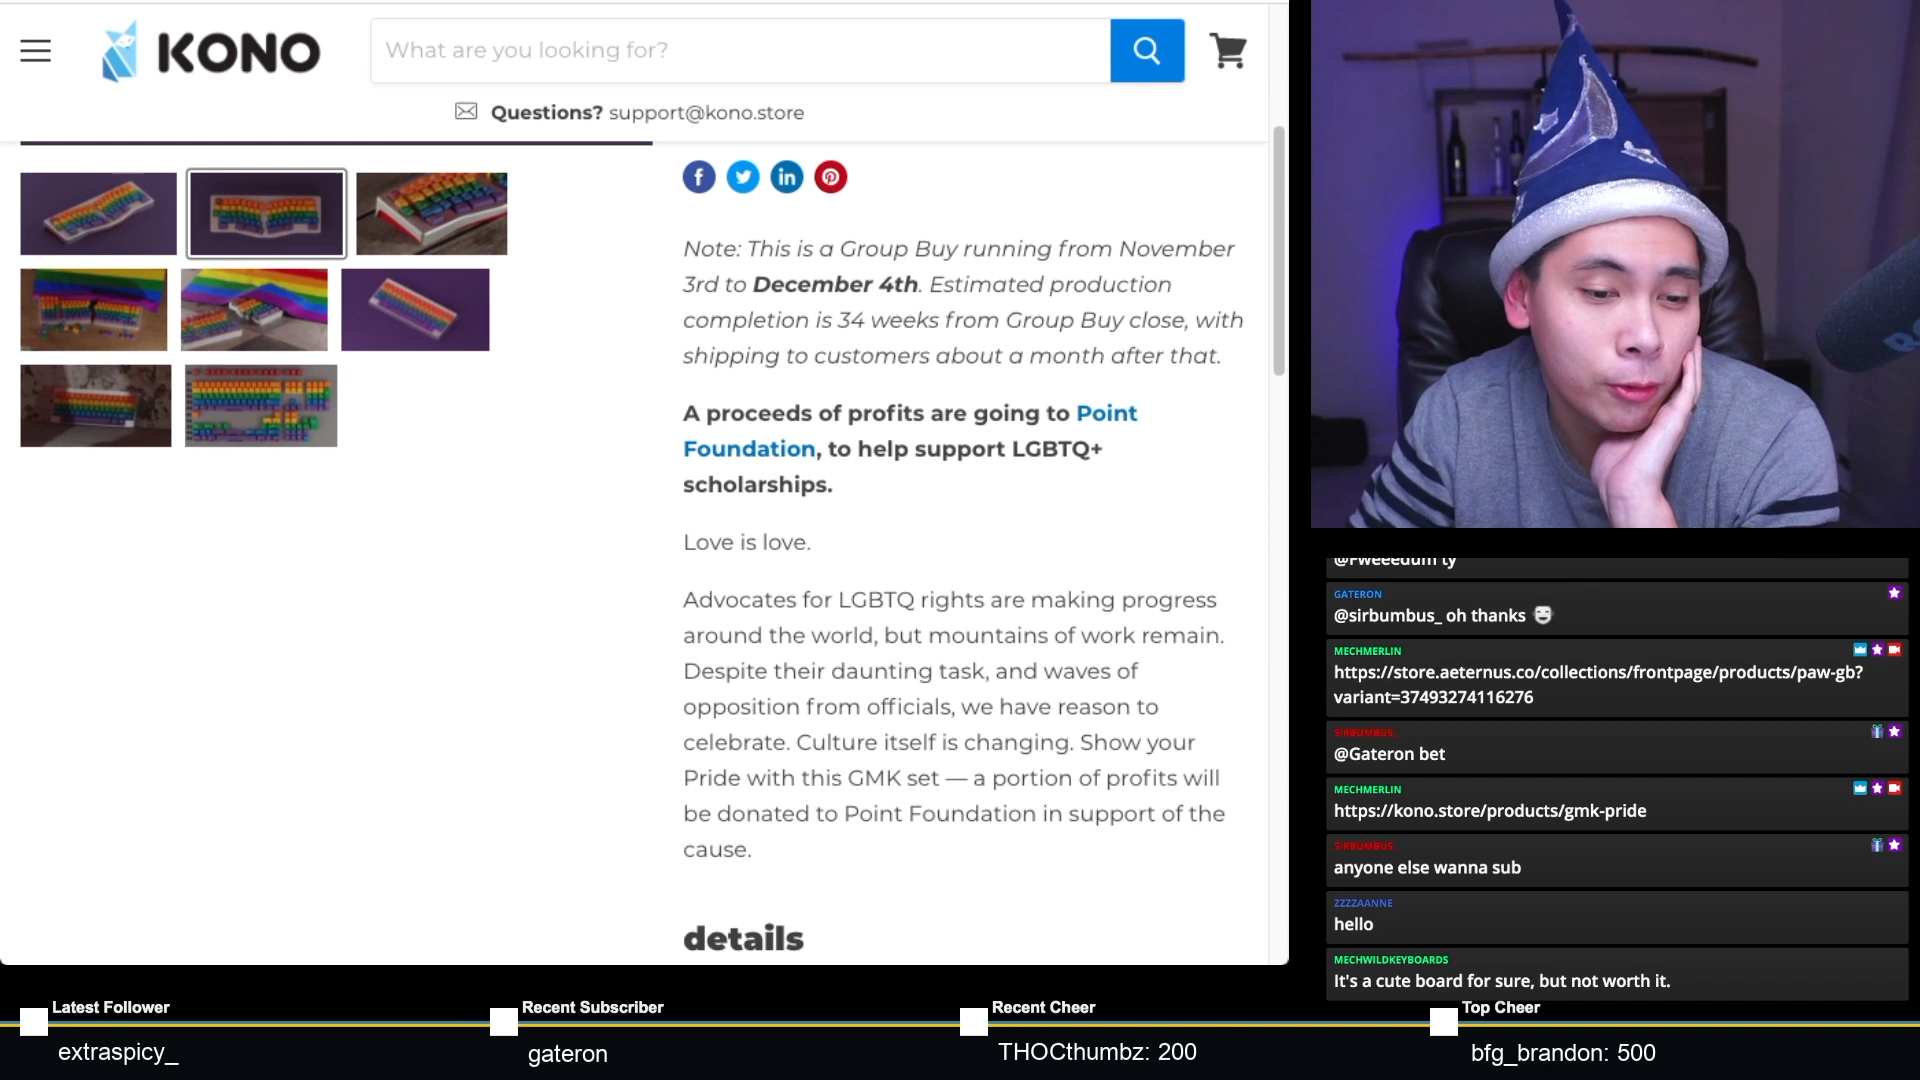 KONO
What are you looking for?
Questions? support@kono.store
Note: This is a Group Buy running from November
3rd to December 4th. Estimated production
completion is 34 weeks from Group Buy close, with
shipping to customers about a month after that.
A proceeds of profits are going to Point
Foundation, to help support LGBTQ+
scholarships.
Love is love.
Advocates for LGBTQ rights are making progress
around the world, but mountains of work remain.
Despite their daunting task, and waves of
opposition from officials, we have reason to
celebrate. Culture itself is changing. Show your
Pride with this GMK set — a portion of profits will
be donated to Point Foundation in support of the
cause.
details
@Fweeedum ty
GATERON
@sirbumbus_ oh thanks
MECHMERLIN
https://store.aeternus.co/collections/frontpage/products/paw-gb?
variant=37493274116276
SIRBUMBUS_
@Gateron bet
MECHMERLIN
https://kono.store/products/gmk-pride
SIRBUMBUS_
anyone else wanna sub
ZZZZAANNE
hello
MECHWILDKEYBOARDS
It's a cute board for sure, but not worth it.
Latest Follower
extraspicy_
Recent Subscriber
gateron
Recent Cheer
THOCthumbz: 200
Top Cheer
bfg_brandon: 500